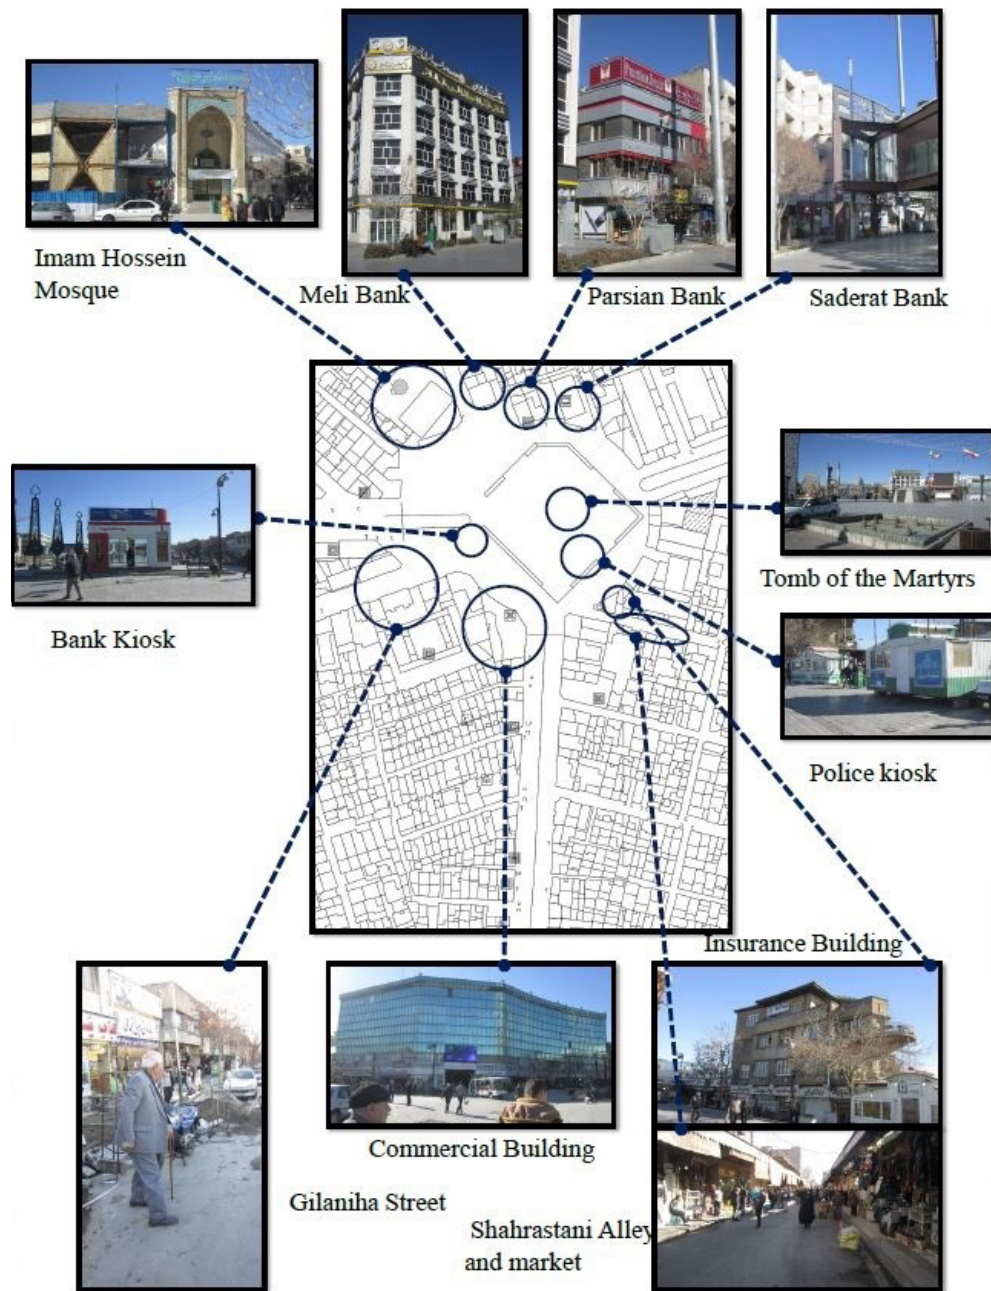 Imam Hossein
Mosque
Meli Bank
Parsian Bank
Saderat Bank
Bank Kiosk
Tomb of the Martyrs
Police kiosk
Insurance Building
Commercial Building
Gilaniha Street
Shahrastani Alley
and market